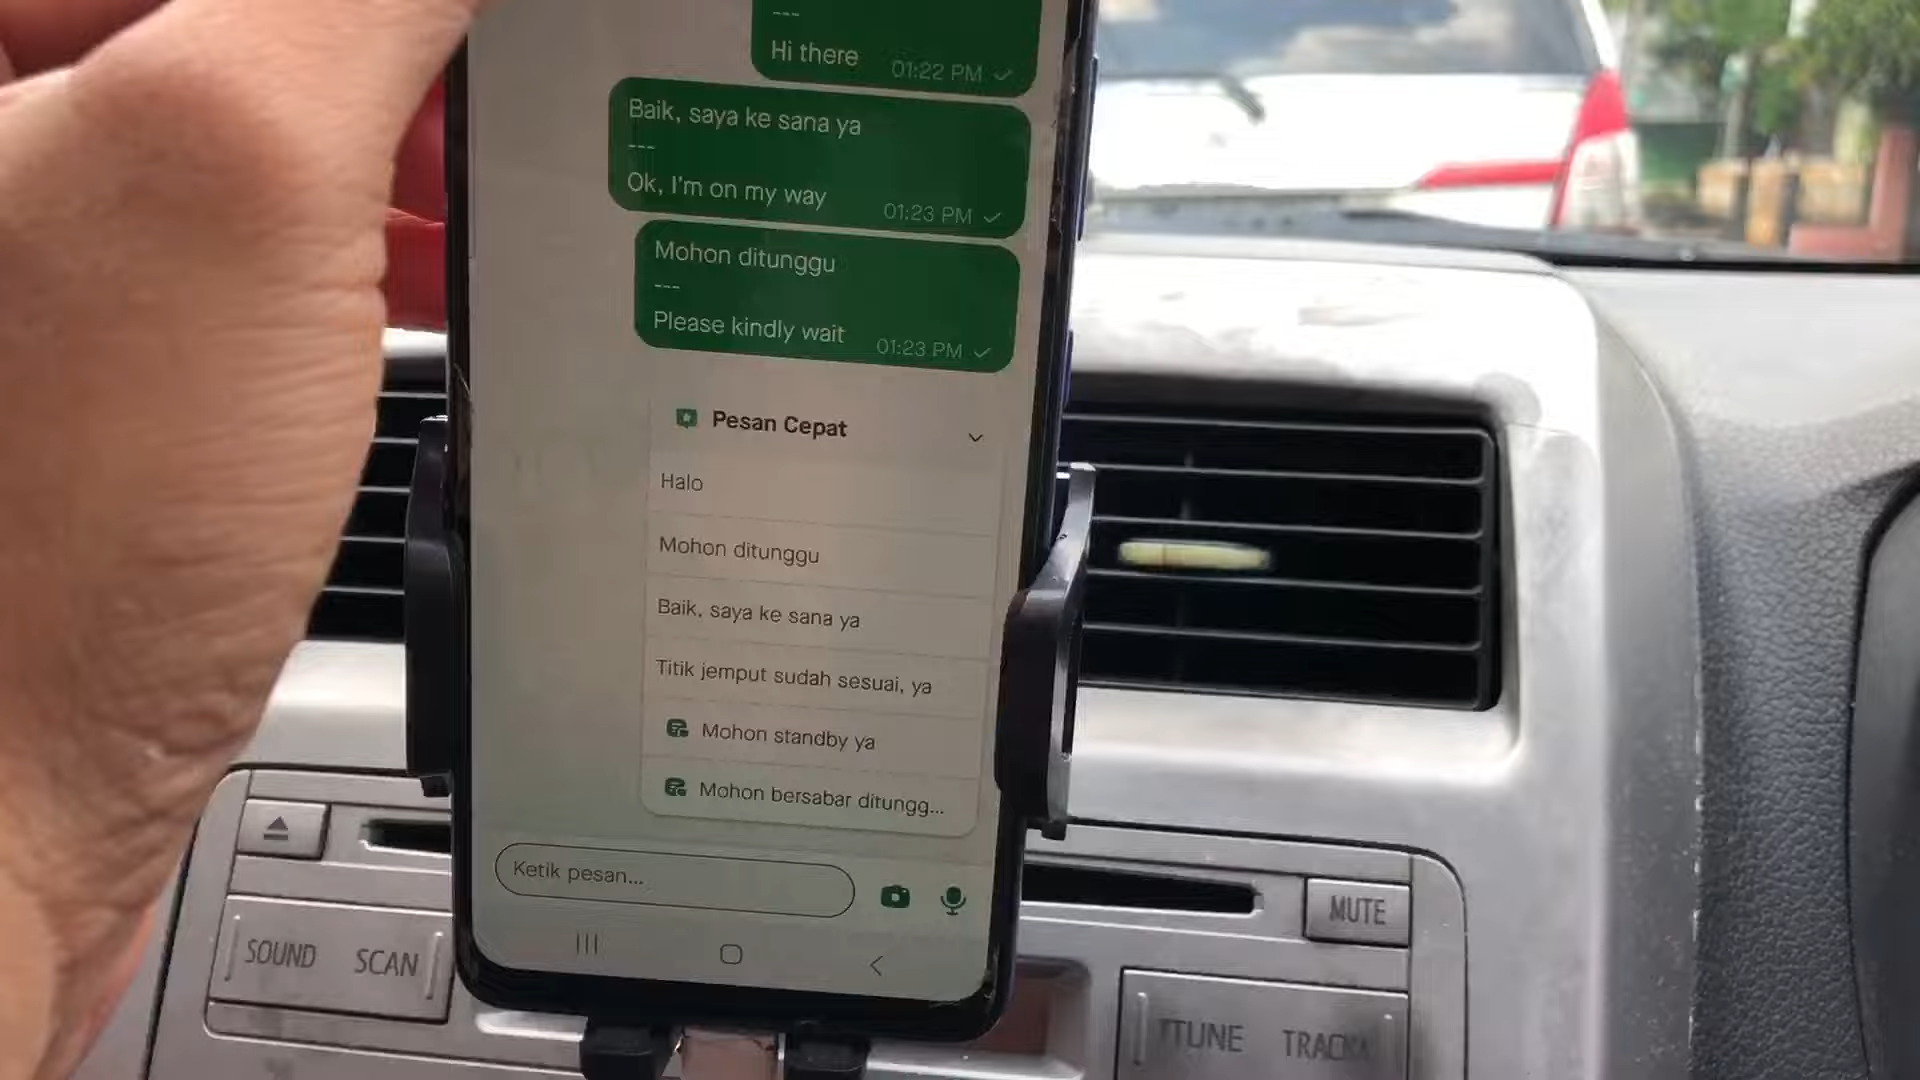 ---
Hi there
01:22 PM
Baik, saya ke sana ya
---
Ok, I'm on my way
01:23 PM
Mohon ditunggu
---
Please kindly wait
01:23 PM
Pesan Cepat
Halo
Mohon ditunggu
Baik, saya ke sana ya
Titik jemput sudah sesuai, ya
Mohon standby ya
Mohon bersabar ditungg...
Ketik pesan...
MUTE
SOUND SCAN
TUNE TRACK